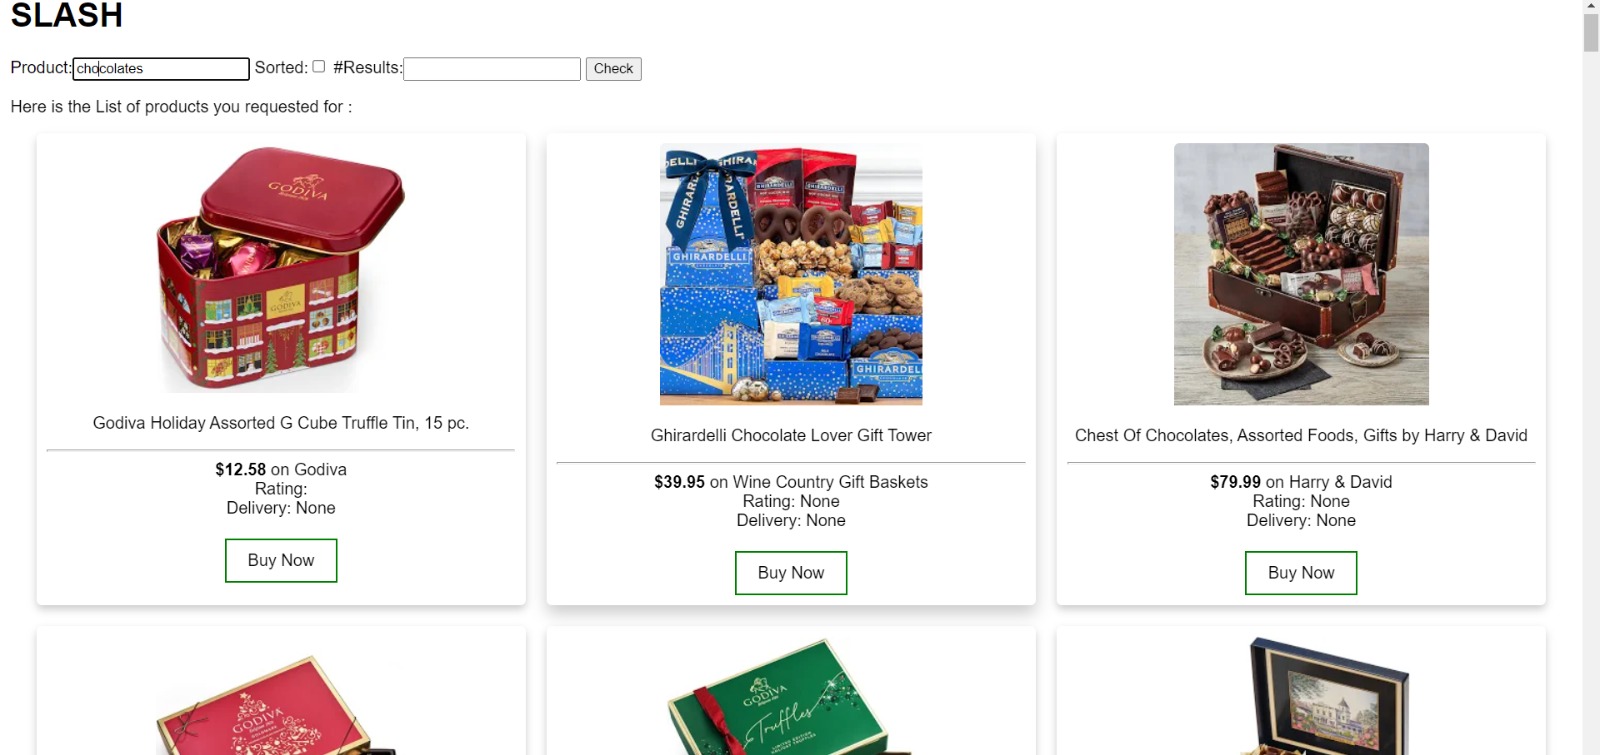 SLASH
Product: chocolates Sorted: #Results: Check
Here is the List of products you requested for :
GODIVA
GODIVA
Godiva Holiday Assorted G Cube Truffle Tin, 15 pc.
$12.58 on Godiva
Rating:
Delivery: None
Buy Now
GHIRARDELLI
GHIRARDELLI
GHIRARDELLI
Ghirardelli Chocolate Lover Gift Tower
$39.95 on Wine Country Gift Baskets
Rating: None
Delivery: None
Buy Now
Chest Of Chocolates, Assorted Foods, Gifts by Harry & David
$79.99 on Harry & David
Rating: None
Delivery: None
Buy Now
GODIVA
GODIVA
Truffles